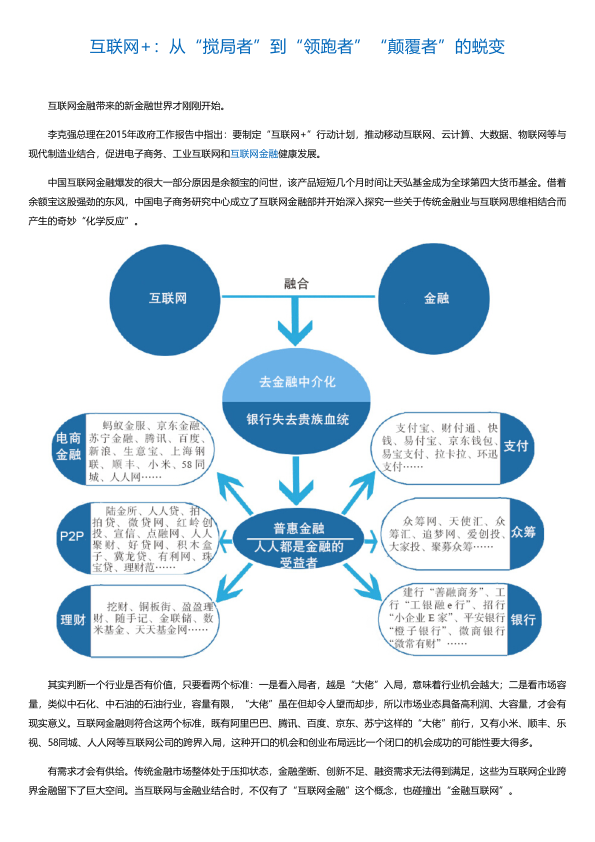 互联网+：从“搅局者”到“领跑者”“颠覆者”的蜕变
互联网金融带来的新金融世界才刚刚开始。
李克强总理在2015年政府工作报告中指出：要制定“互联网+”行动计划，推动移动互联网、云计算、大数据、物联网等与
现代制造业结合，促进电子商务、工业互联网和互联网金融健康发展。
中国互联网金融爆发的很大一部分原因是余额宝的问世，该产品短短几个月时间让天弘基金成为全球第四大货币基金。借着
余额宝这股强劲的东风，中国电子商务研究中心成立了互联网金融部并开始深入探究一些关于传统金融业与互联网思维相结合而
产生的奇妙“化学反应”。
互联网
融合
金融
去金融中介化
银行失去贵族血统
电商
金融
蚂蚁金服、京东金融、
苏宁金融、腾讯、百度、
新浪、生意宝、上海钢
联、顺丰、小米、58同
城、人人网……
支付宝、财付通、快
钱、易付宝、京东钱包、
易宝支付、拉卡拉、环迅
支付……
支付
P2P
陆金所、人人贷、拍
拍贷、微贷网、红岭创
投、宜信、点融网、人人
聚财、好贷网、积木盒
子、冀龙贷、有利网、珠
宝贷、理财范……
普惠金融
人人都是金融的
受益者
众筹网、天使汇、众
筹汇、追梦网、爱创投、
大家投、聚募众筹……
众筹
理财
挖财、铜板街、盈盈理
财、随手记、金联储、数
米基金、天天基金网……
建行“善融商务”、工
行“工银融e行”、招行
“小企业E家”、平安银行
“橙子银行”、微商银行
“微常有财”……
银行
其实判断一个行业是否有价值，只要看两个标准：一是看入局者，越是“大佬”入局，意味着行业机会越大；二是看市场容
量，类似中石化、中石油的石油行业，容量有限，“大佬”虽在但却令人望而却步，所以市场业态具备高利润、大容量，才会有
现实意义。互联网金融则符合这两个标准，既有阿里巴巴、腾讯、百度、京东、苏宁这样的“大佬”前行，又有小米、顺丰、乐
视、58同城、人人网等互联网公司的跨界入局，这种开口的机会和创业布局远比一个闭口的机会成功的可能性要大得多。
有需求才会有供给。传统金融市场整体处于压抑状态，金融垄断、创新不足、融资需求无法得到满足，这些为互联网企业跨
界金融留下了巨大空间。当互联网与金融业结合时，不仅有了“互联网金融”这个概念，也碰撞出“金融互联网”。